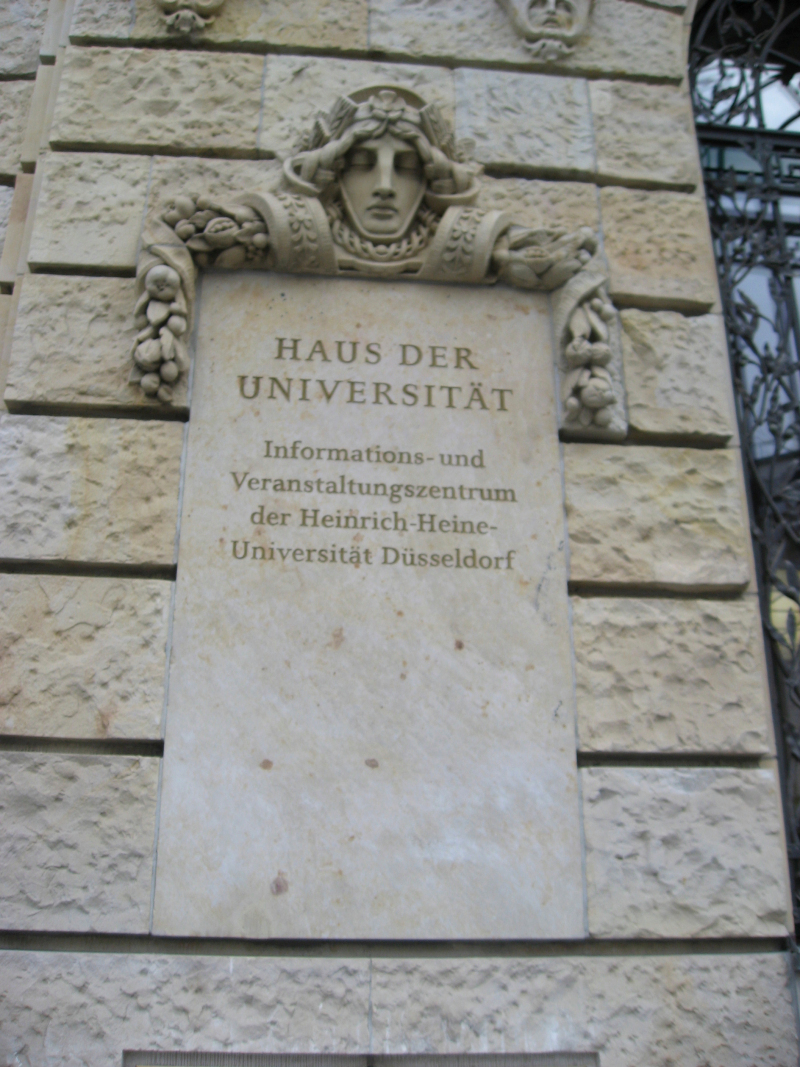 HAUS DER
UNIVERSITÄT
Informations- und
Veranstaltungszentrum
der Heinrich-Heine-
Universität Düsseldorf